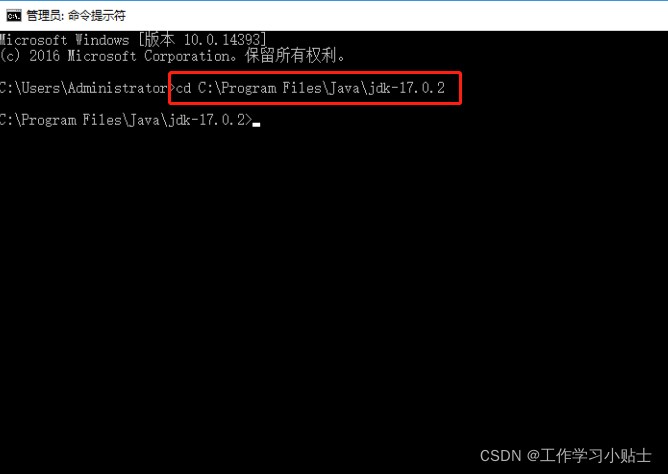 管理员: 命令提示符
Microsoft Windows [版本 10.0.14393]
(c) 2016 Microsoft Corporation。保留所有权利。
C:\Users\Administrator>cd C:\Program Files\Java\jdk-17.0.2
C:\Program Files\Java\jdk-17.0.2>
CSDN @工作学习小贴士